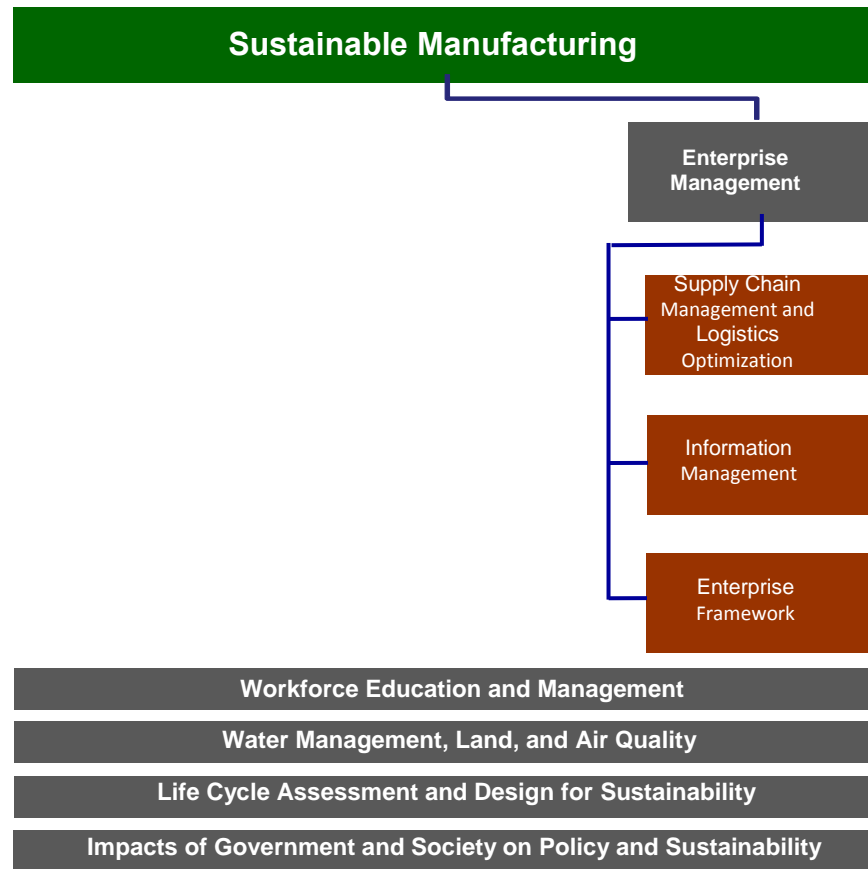 Sustainable Manufacturing
Enterprise
Management
Supply Chain
Management and
Logistics
Optimization
Information
Management
Enterprise
Framework
Workforce Education and Management
Water Management, Land, and Air Quality
Life Cycle Assessment and Design for Sustainability
Impacts of Government and Society on Policy and Sustainability